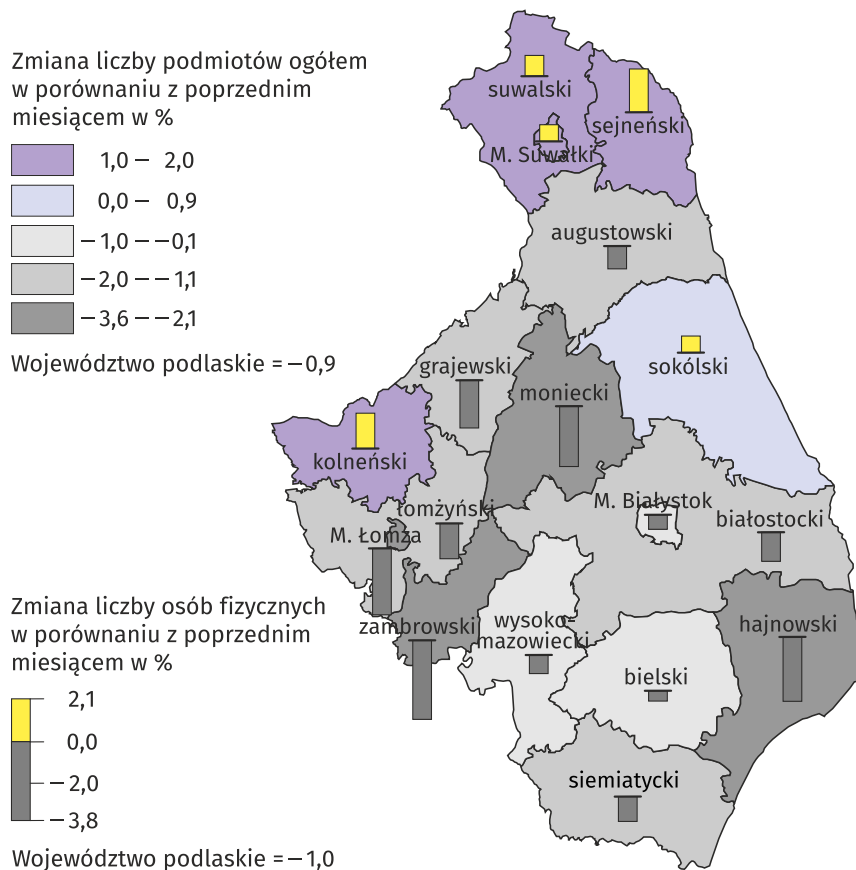 Zmiana liczby podmiotów ogółem
w porównaniu z poprzednim
miesiącem w %
1,0 − 2,0
0,0 − 0,9
−1,0 − −0,1
−2,0 − −1,1
−3,6 − −2,1
Województwo podlaskie = −0,9
suwalski
sejneński
M. Suwałki
augustowski
grajewski
moniecki
sokólski
kolneński
łomżyński
M. Łomża
M. Białystok
białostocki
zambrowski
wysoko-
mazowiecki
hajnowski
bielski
siemiatycki
Zmiana liczby osób fizycznych
w porównaniu z poprzednim
miesiącem w %
2,1
0,0
−2,0
−3,8
Województwo podlaskie = −1,0